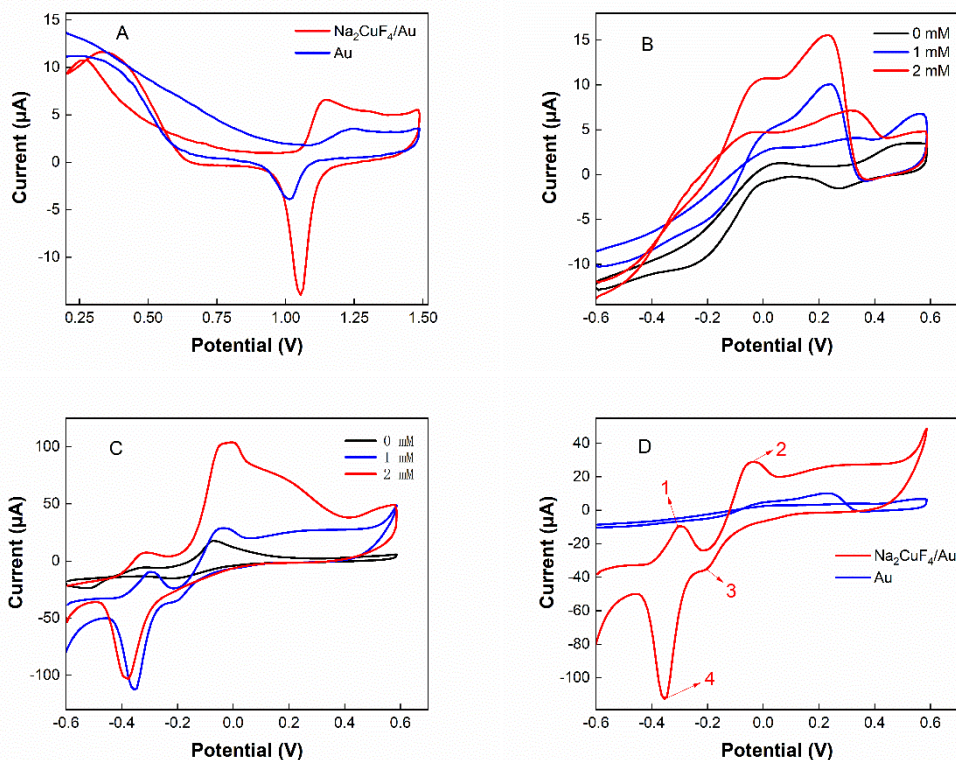 A
Na₂CuF₄/Au
Au
15
10
5
0
-5
-10
Current (µA)
0.25 0.50 0.75 1.00 1.25 1.50
Potential (V)
B
0 mM
1 mM
2 mM
15
10
5
0
-5
-10
Current (µA)
-0.6 -0.4 -0.2 0.0 0.2 0.4 0.6
Potential (V)
C
0 mM
1 mM
2 mM
100
50
0
-50
-100
Current (µA)
-0.6 -0.4 -0.2 0.0 0.2 0.4 0.6
Potential (V)
D
1
2
3
4
Na₂CuF₄/Au
Au
40
20
0
-20
-40
-60
-80
-100
Current (µA)
-0.6 -0.4 -0.2 0.0 0.2 0.4 0.6
Potential (V)